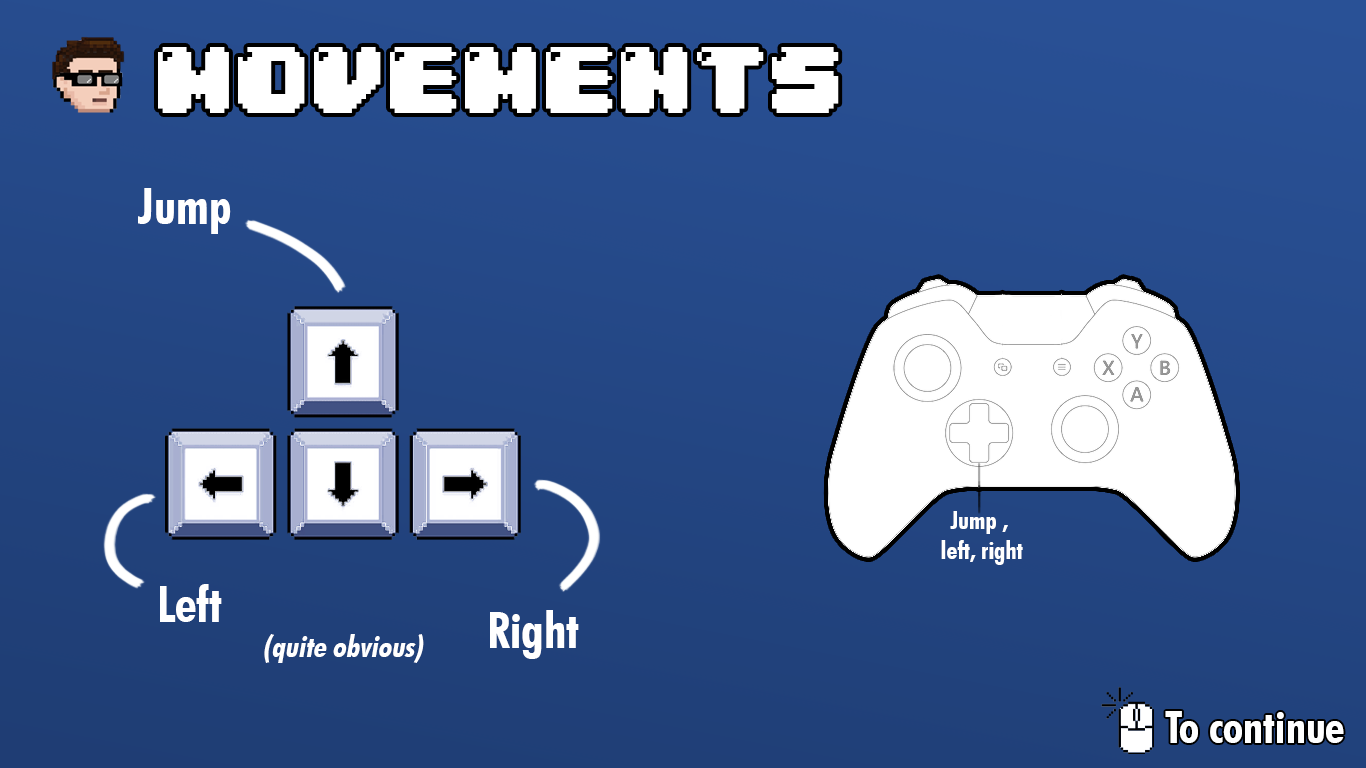 MOVEMENTS
Jump
Left
(quite obvious)
Right
Y
X
B
A
Jump ,
left, right
To continue